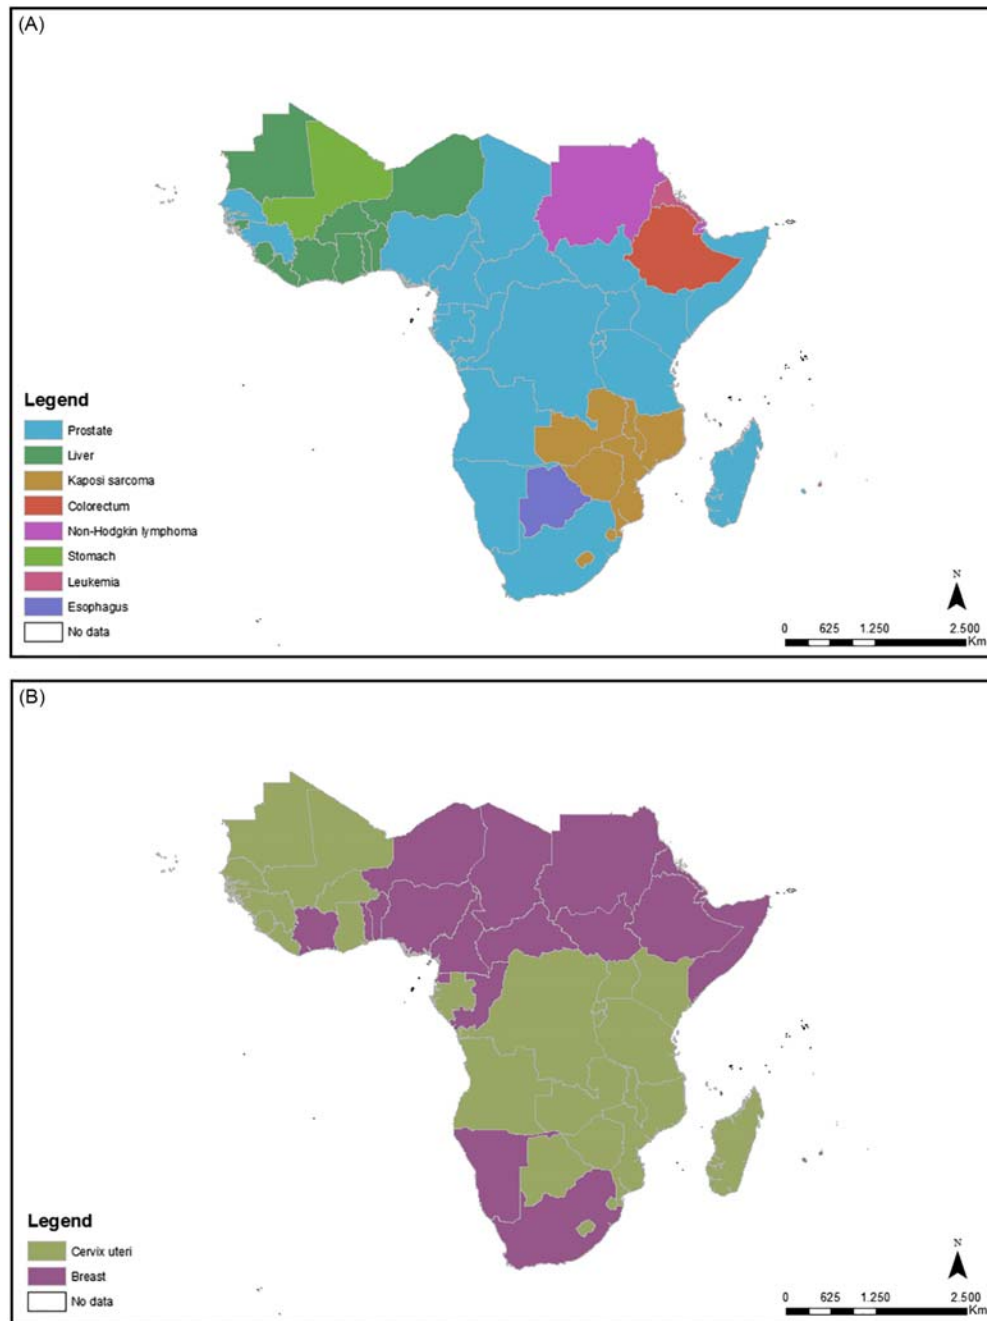 (A)
Legend
Prostate
Liver
Kaposi sarcoma
Colorectum
Non-Hodgkin lymphoma
Stomach
Leukemia
Esophagus
No data
N
0 625 1.250 2.500
Km
(B)
Legend
Cervix uteri
Breast
No data
N
0 625 1.250 2.500
Km